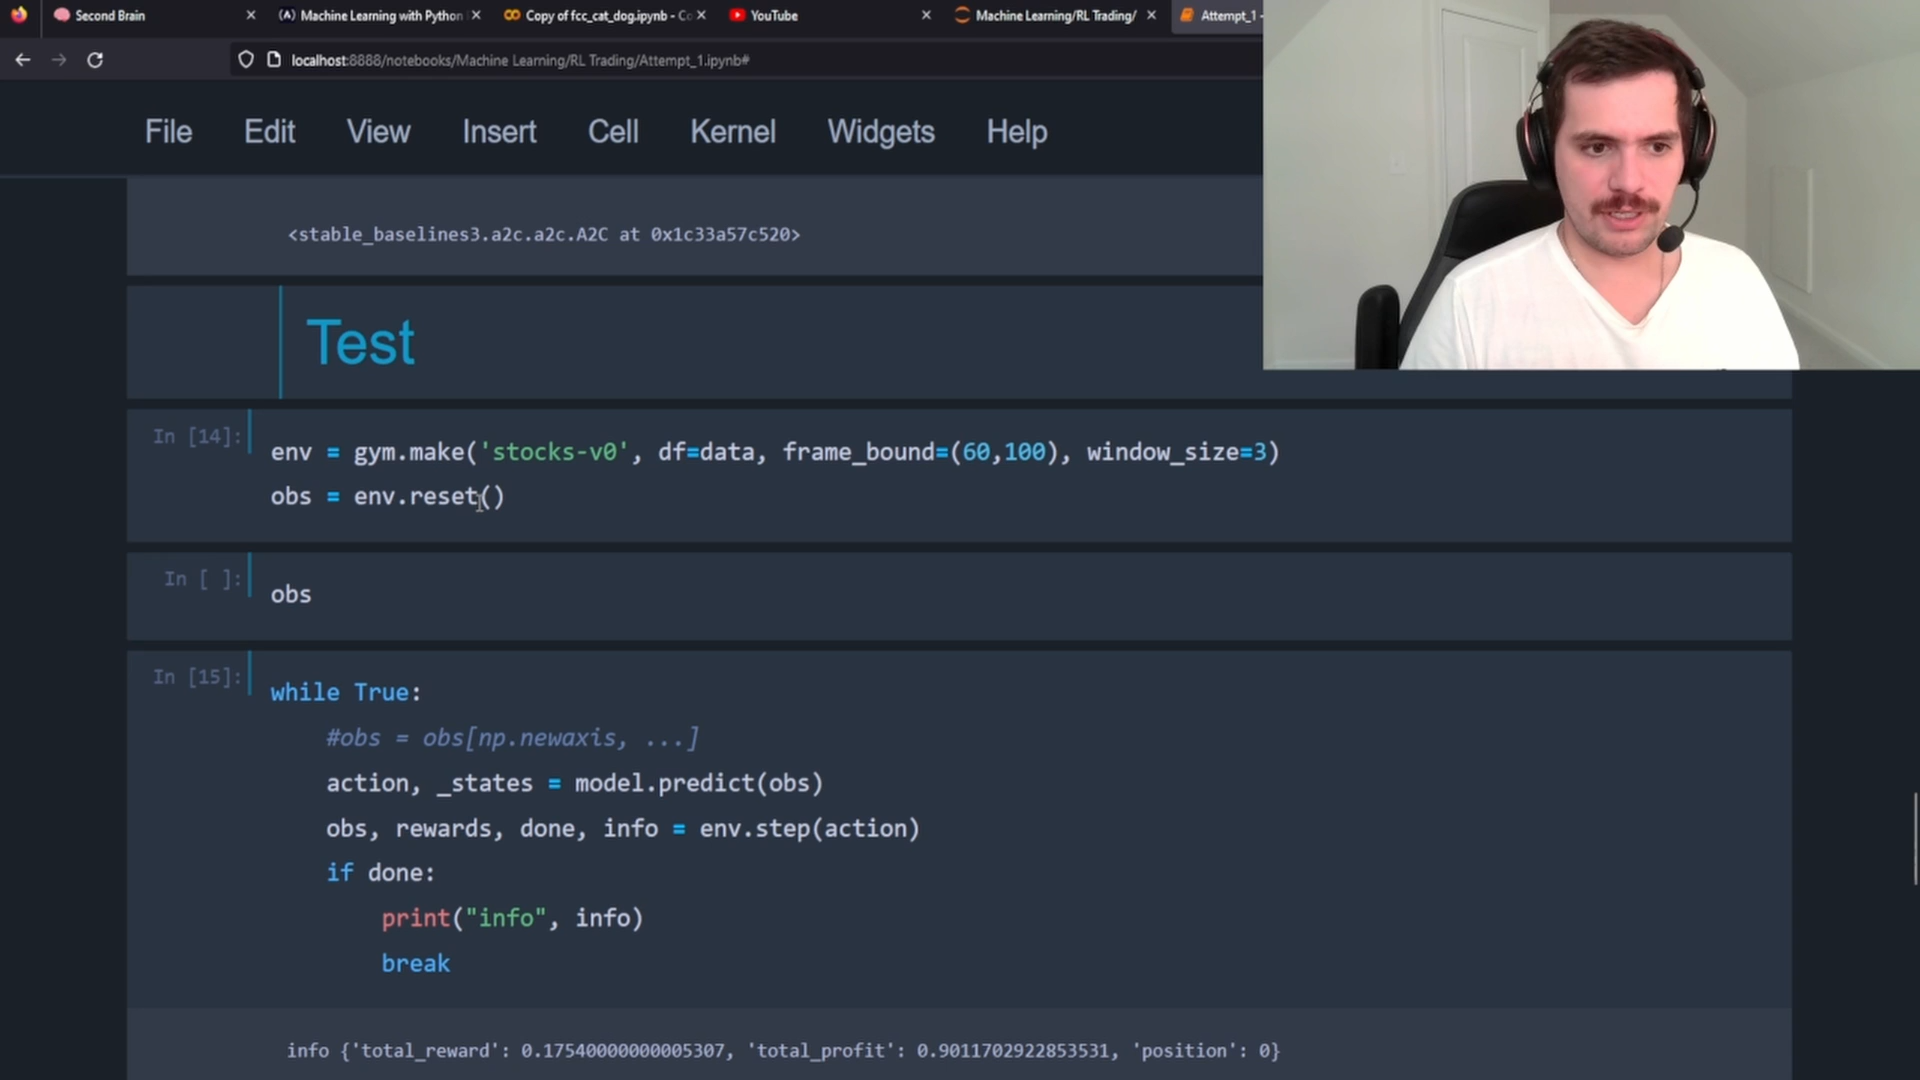 Second Brain
Machine Learning with Python
Copy of fcc_cat_dog.ipynb - Co
YouTube
Machine Learning/RL Trading/
Attempt_1 -
localhost:8888/notebooks/Machine Learning/RL Trading/Attempt_1.ipynb#
File Edit View Insert Cell Kernel Widgets Help
<stable_baselines3.a2c.a2c.A2C at 0x1c33a57c520>
Test
In [14]:
env = gym.make('stocks-v0', df=data, frame_bound=(60,100), window_size=3)
obs = env.reset()
In [ ]:
obs
In [15]:
while True:
#obs = obs[np.newaxis, ...]
action, _states = model.predict(obs)
obs, rewards, done, info = env.step(action)
if done:
print("info", info)
break
info {'total_reward': 0.17540000000005307, 'total_profit': 0.9011702922853531, 'position': 0}